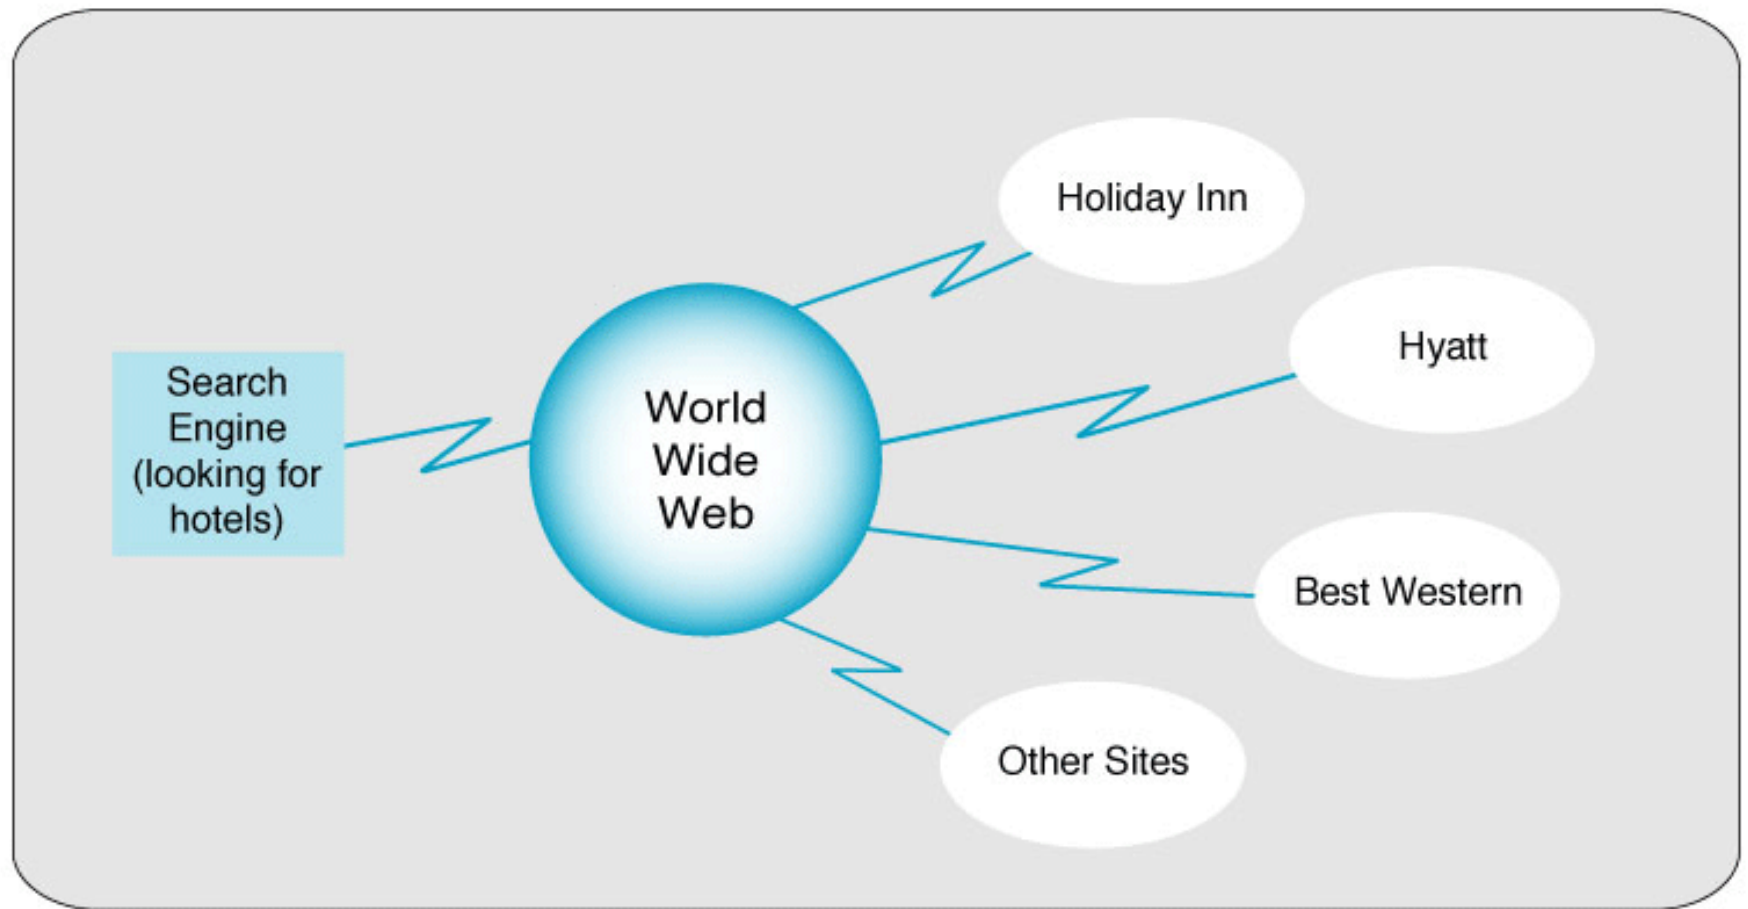 Search
Engine
(looking for
hotels)
World
Wide
Web
Holiday Inn
Hyatt
Best Western
Other Sites